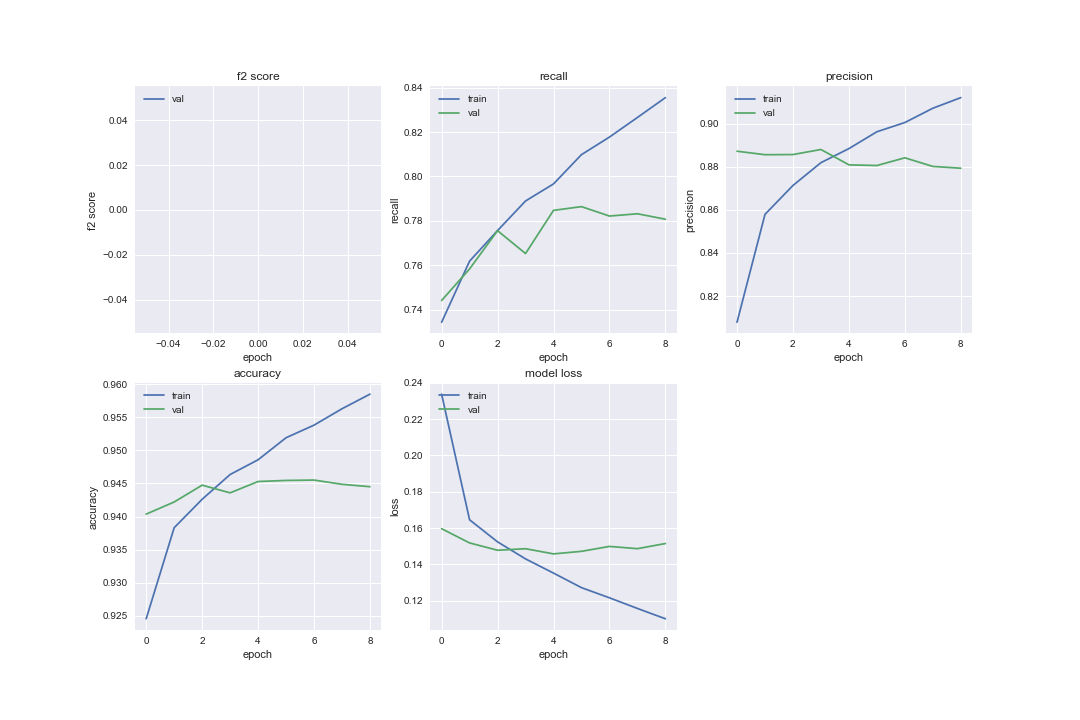 f2 score
val
0.04
0.02
0.00
−0.02
−0.04
f2 score
−0.04 −0.02 0.00 0.02 0.04
epoch
recall
train
val
0.84
0.82
0.80
0.78
0.76
0.74
recall
0 2 4 6 8
epoch
precision
train
val
0.90
0.88
0.86
0.84
0.82
precision
0 2 4 6 8
epoch
accuracy
train
val
0.960
0.955
0.950
0.945
0.940
0.935
0.930
0.925
accuracy
0 2 4 6 8
epoch
model loss
train
val
0.24
0.22
0.20
0.18
0.16
0.14
0.12
loss
0 2 4 6 8
epoch